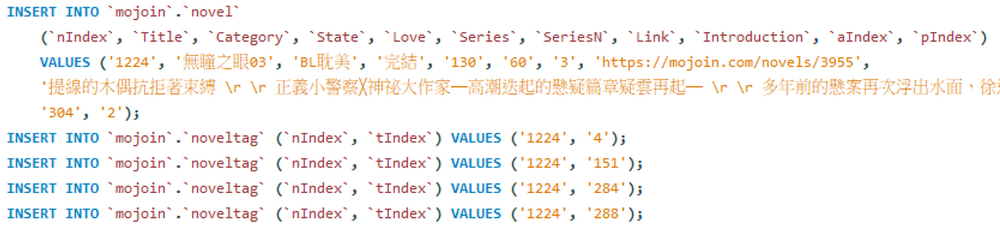 INSERT INTO `mojoin`.`novel`
(`nIndex`, `Title`, `Category`, `State`, `Love`, `Series`, `SeriesN`, `Link`, `Introduction`, `aIndex`, `pIndex`)
VALUES ('1224', '無瞳之眼03', 'BL耽美', '完結', '130', '60', '3', 'https://mojoin.com/novels/3955',
'提線的木偶抗拒著束縛 \r \r 正義小警察╳神祕大作家—高潮迭起的懸疑篇章疑雲再起— \r \r 多年前的懸案再次浮出水面，徐
'304', '2');
INSERT INTO `mojoin`.`noveltag` (`nIndex`, `tIndex`) VALUES ('1224', '4');
INSERT INTO `mojoin`.`noveltag` (`nIndex`, `tIndex`) VALUES ('1224', '151');
INSERT INTO `mojoin`.`noveltag` (`nIndex`, `tIndex`) VALUES ('1224', '284');
INSERT INTO `mojoin`.`noveltag` (`nIndex`, `tIndex`) VALUES ('1224', '288');